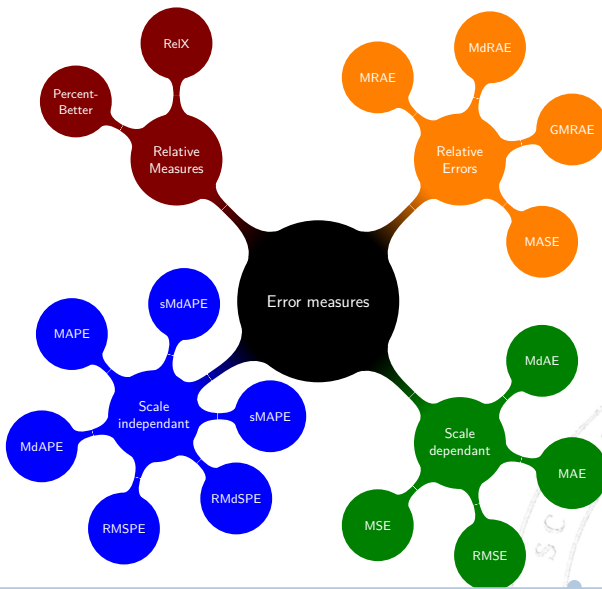 RelX
Percent-
Better
Relative
Measures
MdRAE
MRAE
GMRAE
Relative
Errors
MASE
Error measures
sMdAPE
MAPE
Scale
independant
sMAPE
MdAPE
RMdSPE
RMSPE
MdAE
Scale
dependant
MAE
MSE
RMSE
S C